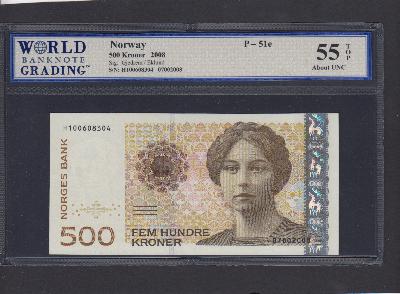 WORLD
BANKNOTE
GRADING™
Norway
500 Kroner 2008
Sig: Gjedrem / Eklund
S/N: H100608304 07002008
P - 51e
55 TOP
About UNC
H100608304
NORGES BANK
500
FEM HUNDRE
KRONER
07002008